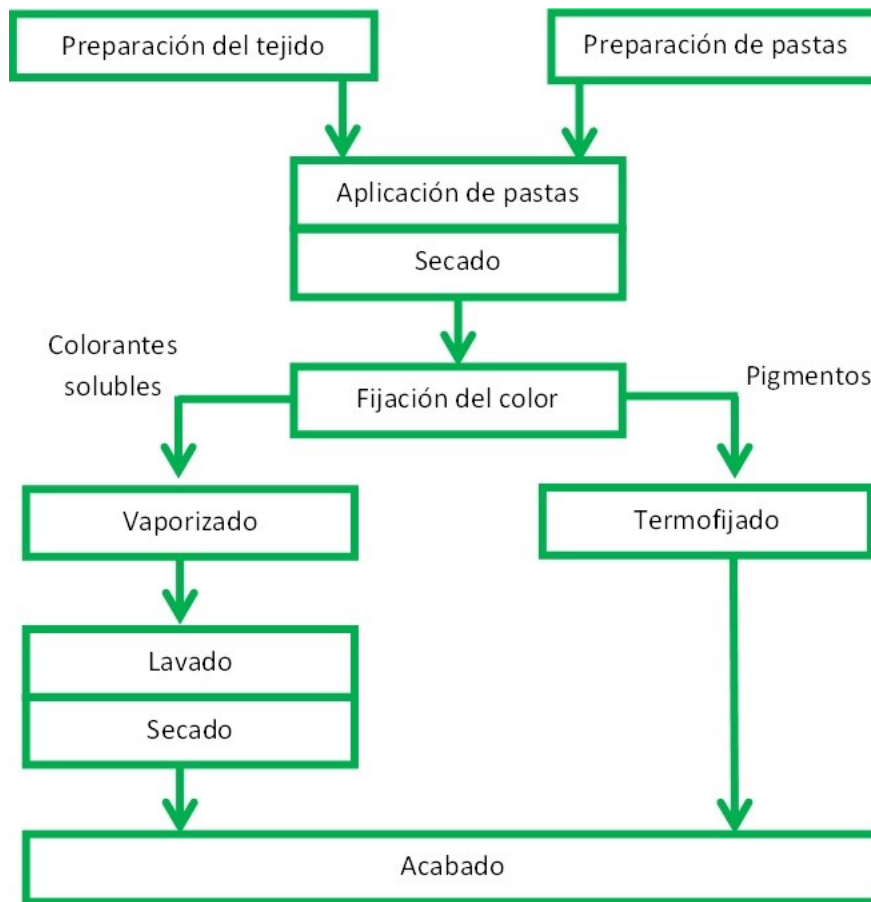 Preparación del tejido
Preparación de pastas
Aplicación de pastas
Secado
Colorantes
solubles
Fijación del color
Pigmentos
Vaporizado
Termofijado
Lavado
Secado
Acabado